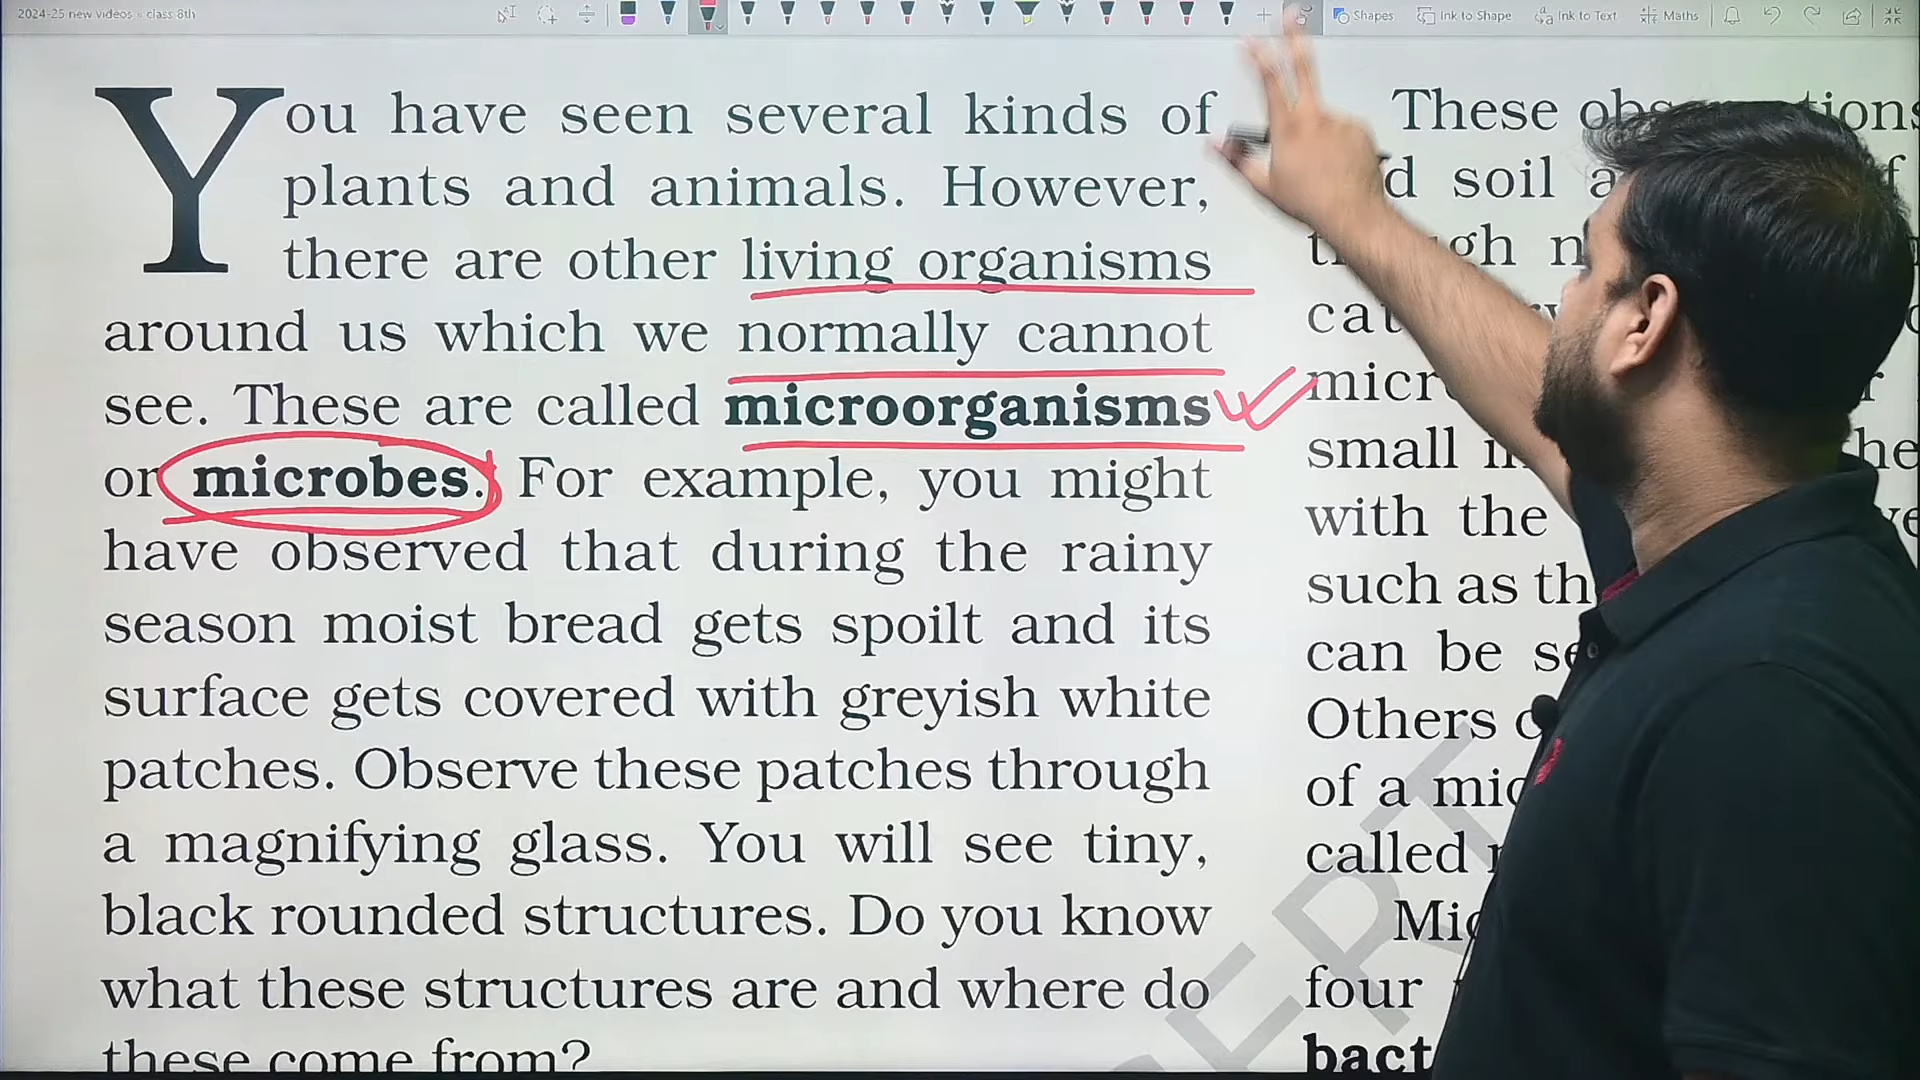 2024-25 new videos » class 8th
Shapes
Ink to Shape
Ink to Text
Maths
You have seen several kinds of
plants and animals. However,
there are other living organisms
around us which we normally cannot
see. These are called microorganisms
or microbes. For example, you might
have observed that during the rainy
season moist bread gets spoilt and its
surface gets covered with greyish white
patches. Observe these patches through
a magnifying glass. You will see tiny,
black rounded structures. Do you know
what these structures are and where do
these come from?
These
soil
small
with the
such as
can be
Others
of a
called
four